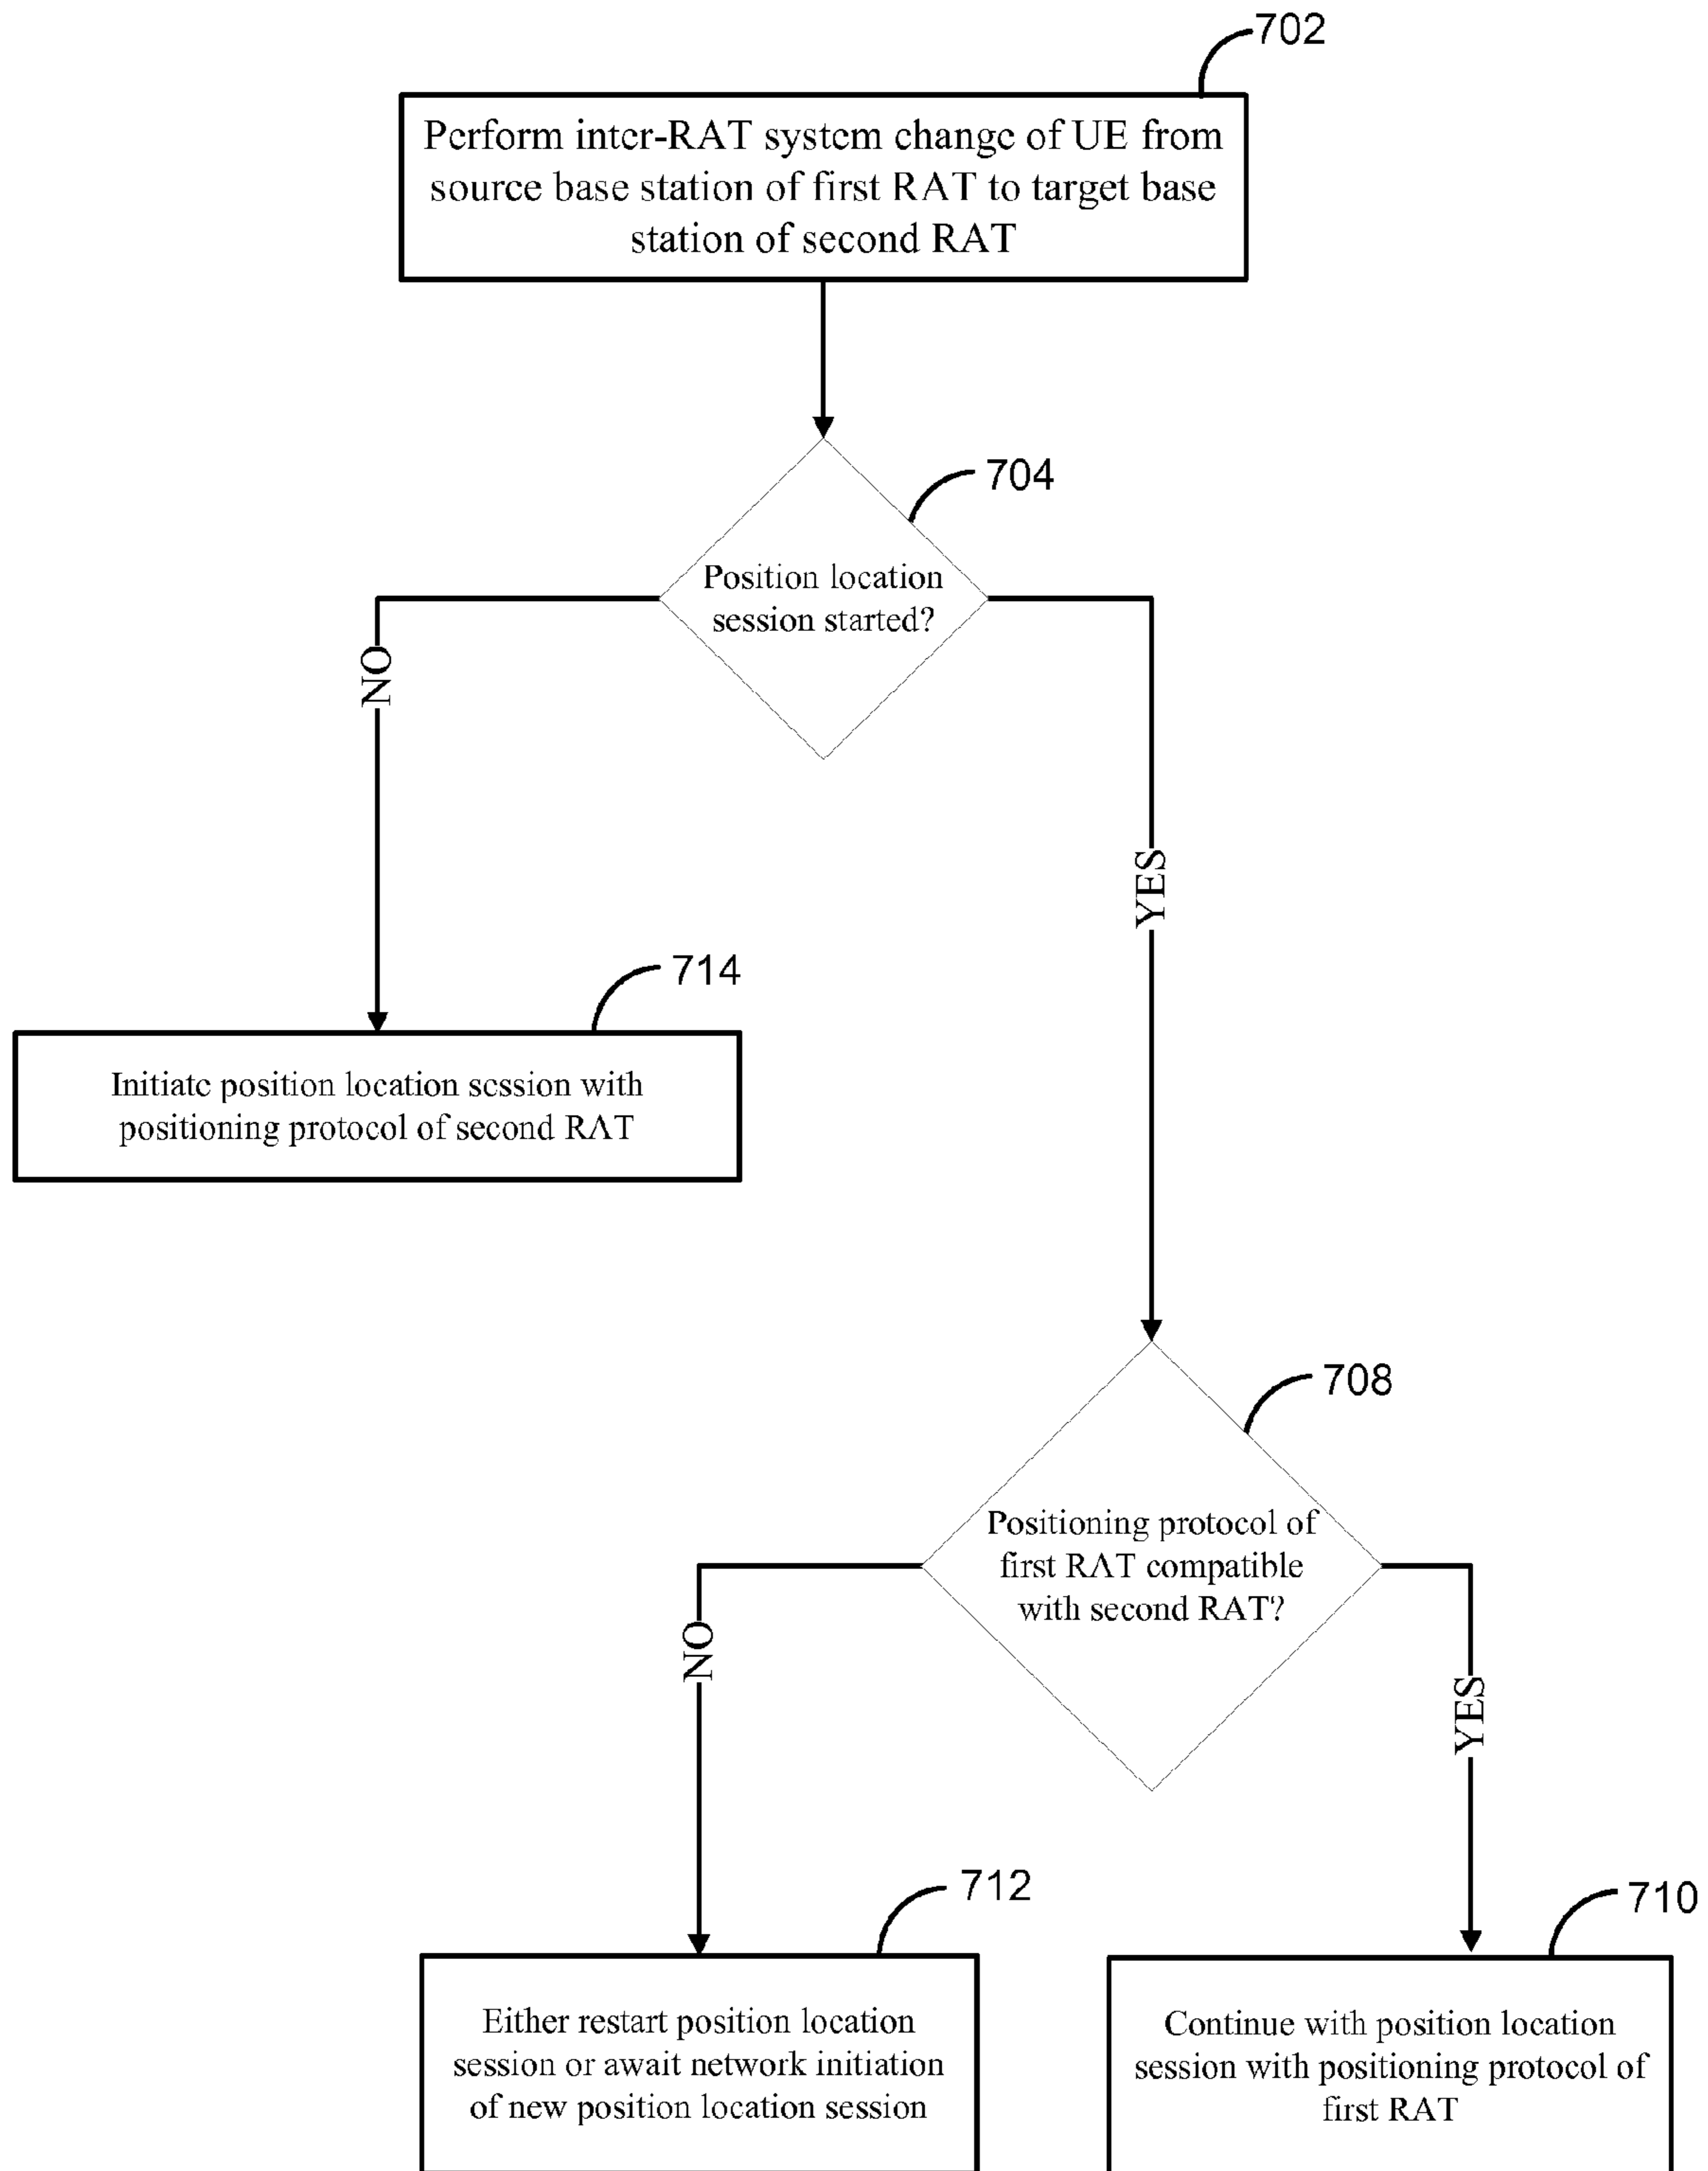 702
Perform inter-RAT system change of UE from
source base station of first RAT to target base
station of second RAT
704
Position location
session started?
NO
YES
714
Initiate position location session with
positioning protocol of second RAT
708
Positioning protocol of
first RAT compatible
with second RAT?
NO
YES
712
Either restart position location
session or await network initiation
of new position location session
710
Continue with position location
session with positioning protocol of
first RAT